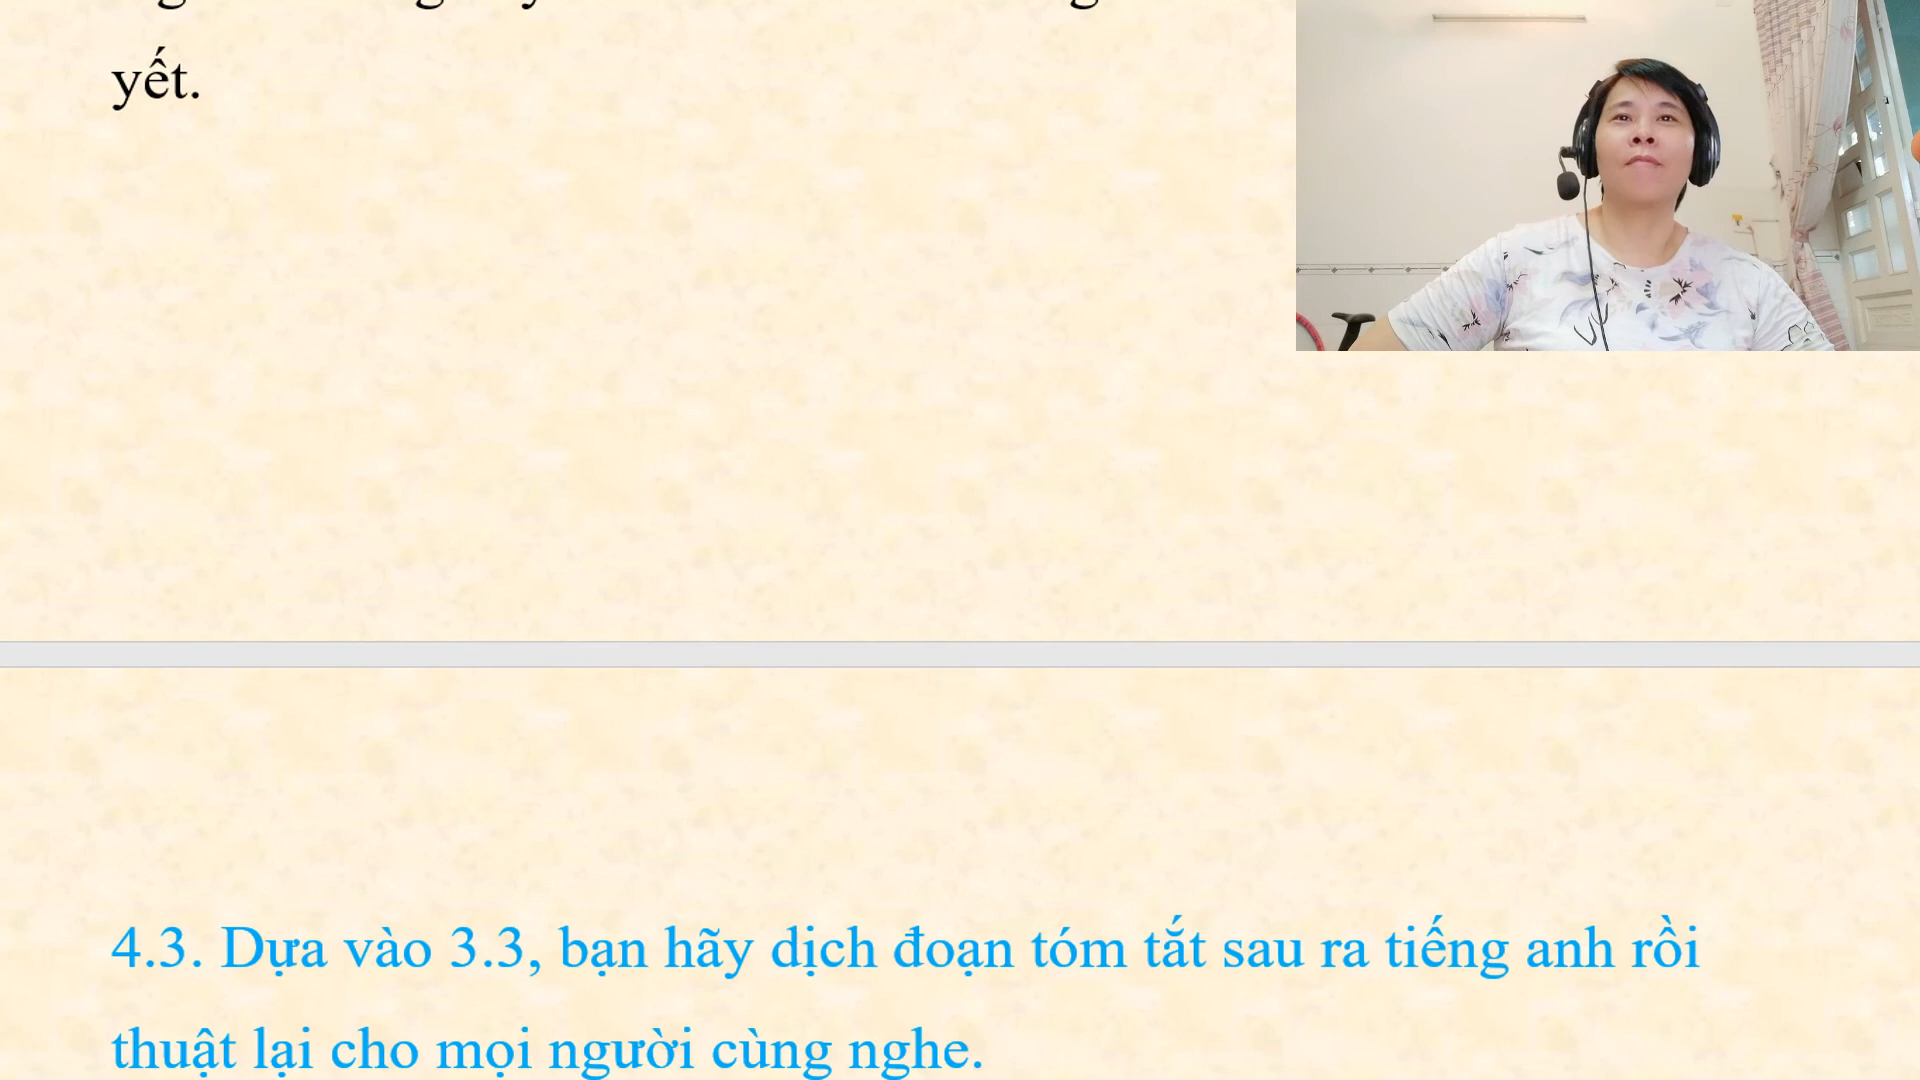 yết.
4.3. Dựa vào 3.3, bạn hãy dịch đoạn tóm tắt sau ra tiếng anh rồi
thuật lại cho mọi người cùng nghe.